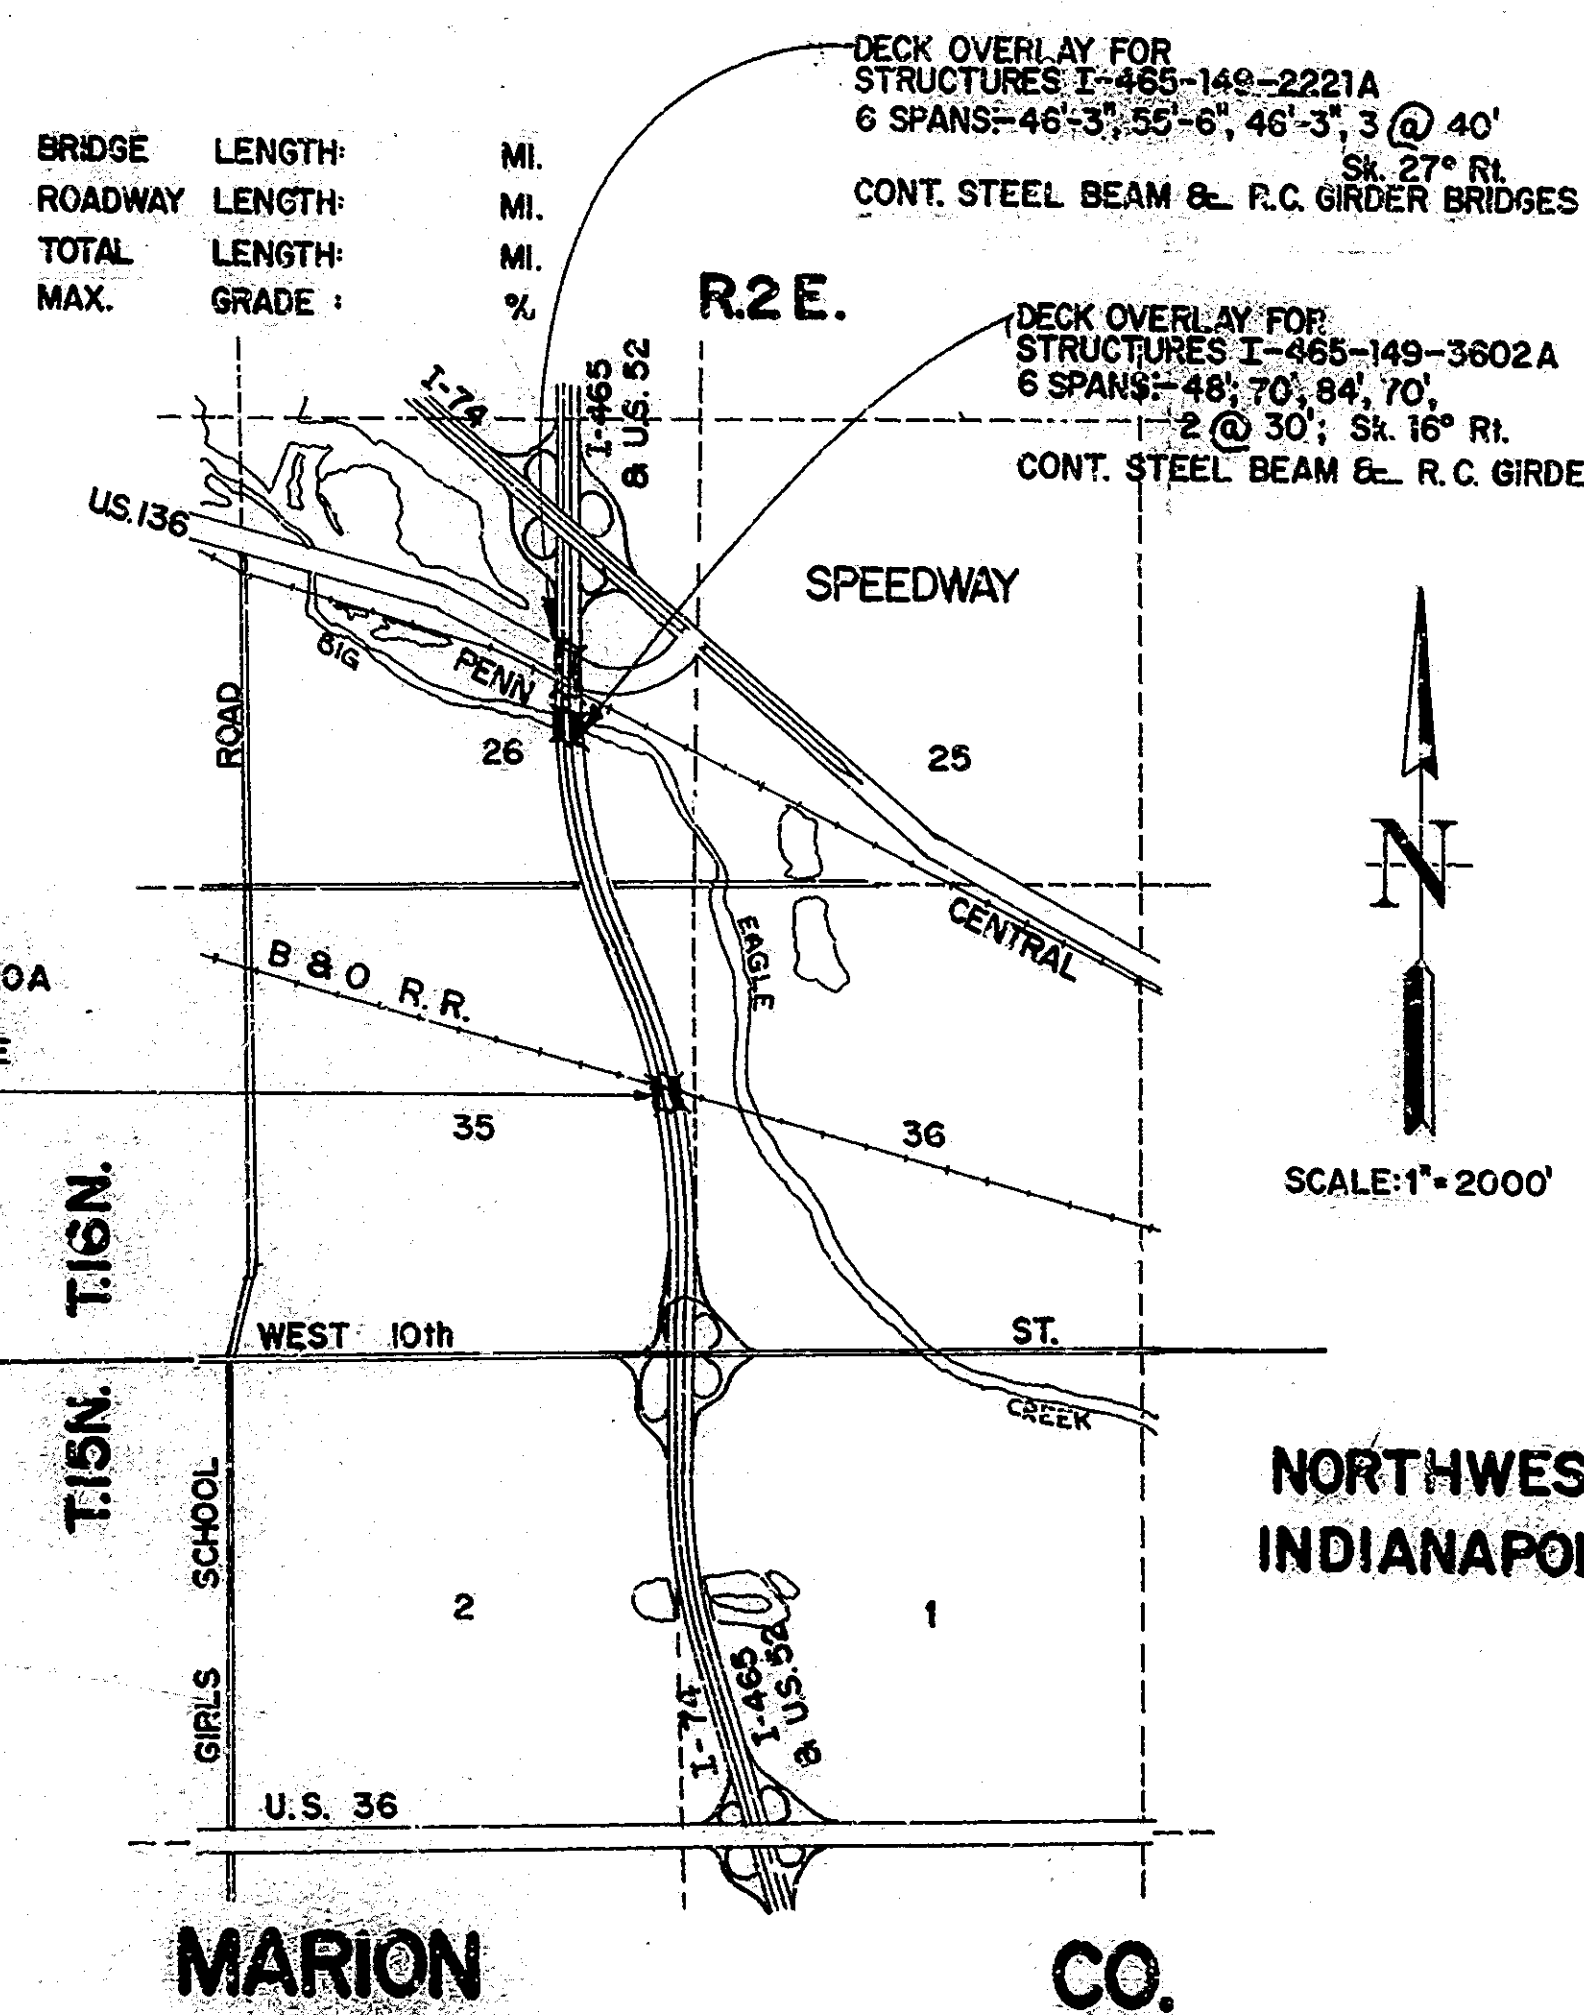 DECK OVERLAY FOR
STRUCTURES I-465-149-2221A
6 SPANS:-46'-3", 55'-6", 46'-3", 3 @ 40'
Sk. 27° Rt.
CONT. STEEL BEAM & R.C. GIRDER BRIDGES
BRIDGE LENGTH: MI.
ROADWAY LENGTH: MI.
TOTAL LENGTH: MI.
MAX. GRADE : %
R.2 E.
DECK OVERLAY FOR
STRUCTURES I-465-149-3602A
6 SPANS:-48', 70', 84', 70',
2 @ 30'; Sk. 16° Rt.
CONT. STEEL BEAM & R.C. GIRDE
I-74
I-465
& U.S. 52
U.S. 136
SPEEDWAY
BIG
PENN
ROAD
26
25
N
CENTRAL
EAGLE
B & O R.R.
0A
35
36
SCALE: 1"= 2000'
T.16N.
WEST 10th ST.
T.15N.
CREEK
NORTHWES
INDIANAPOL
SCHOOL
2
1
GIRLS
I-74
I-465
& U.S. 52
U.S. 36
MARION CO.